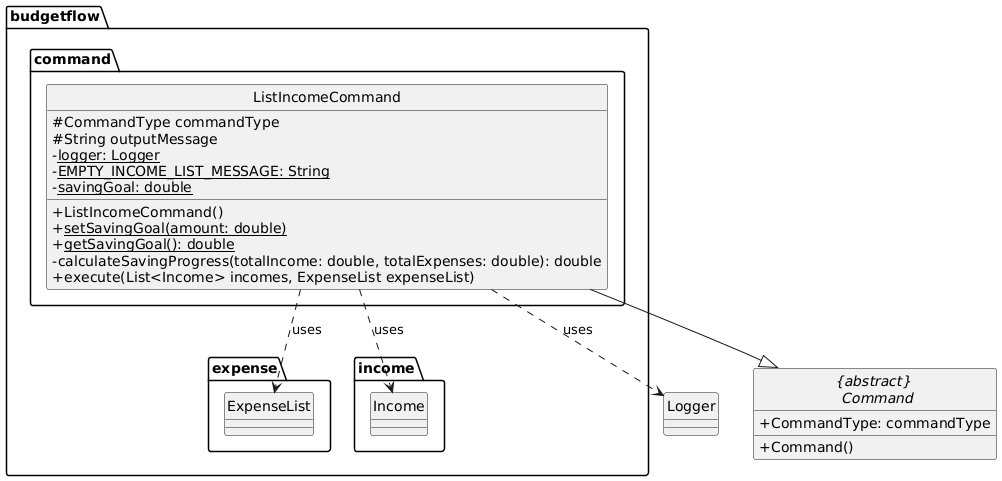 budgetflow
command
ListIncomeCommand
#CommandType commandType
#String outputMessage
-logger: Logger
-EMPTY_INCOME_LIST_MESSAGE: String
-savingGoal: double
+ListIncomeCommand()
+setSavingGoal(amount: double)
+getSavingGoal(): double
-calculateSavingProgress(totalIncome: double, totalExpenses: double): double
+execute(List<Income> incomes, ExpenseList expenseList)
uses
uses
uses
expense
income
ExpenseList
Income
Logger
{abstract}
Command
+CommandType: commandType
+Command()